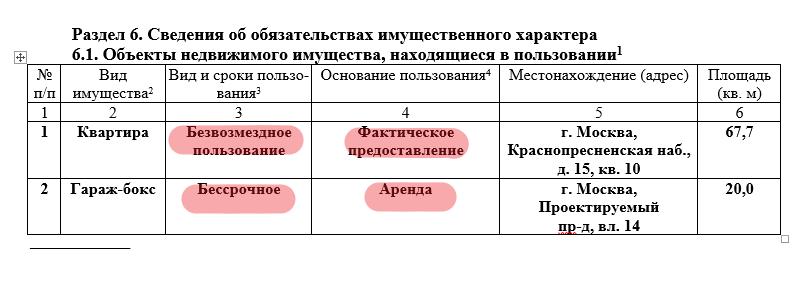 Раздел 6. Сведения об обязательствах имущественного характера
6.1. Объекты недвижимого имущества, находящиеся в пользовании¹
№ п/п
Вид имущества²
Вид и сроки пользо-
вания³
Основание пользования⁴
Местонахождение (адрес)
Площадь (кв. м)
1 2 3 4 5 6
1
Квартира
Безвозмездное
пользование
Фактическое
предоставление
г. Москва,
Краснопресненская наб.,
д. 15, кв. 10
67,7
2
Гараж-бокс
Бессрочное
Аренда
г. Москва,
Проектируемый
пр-д, вл. 14
20,0